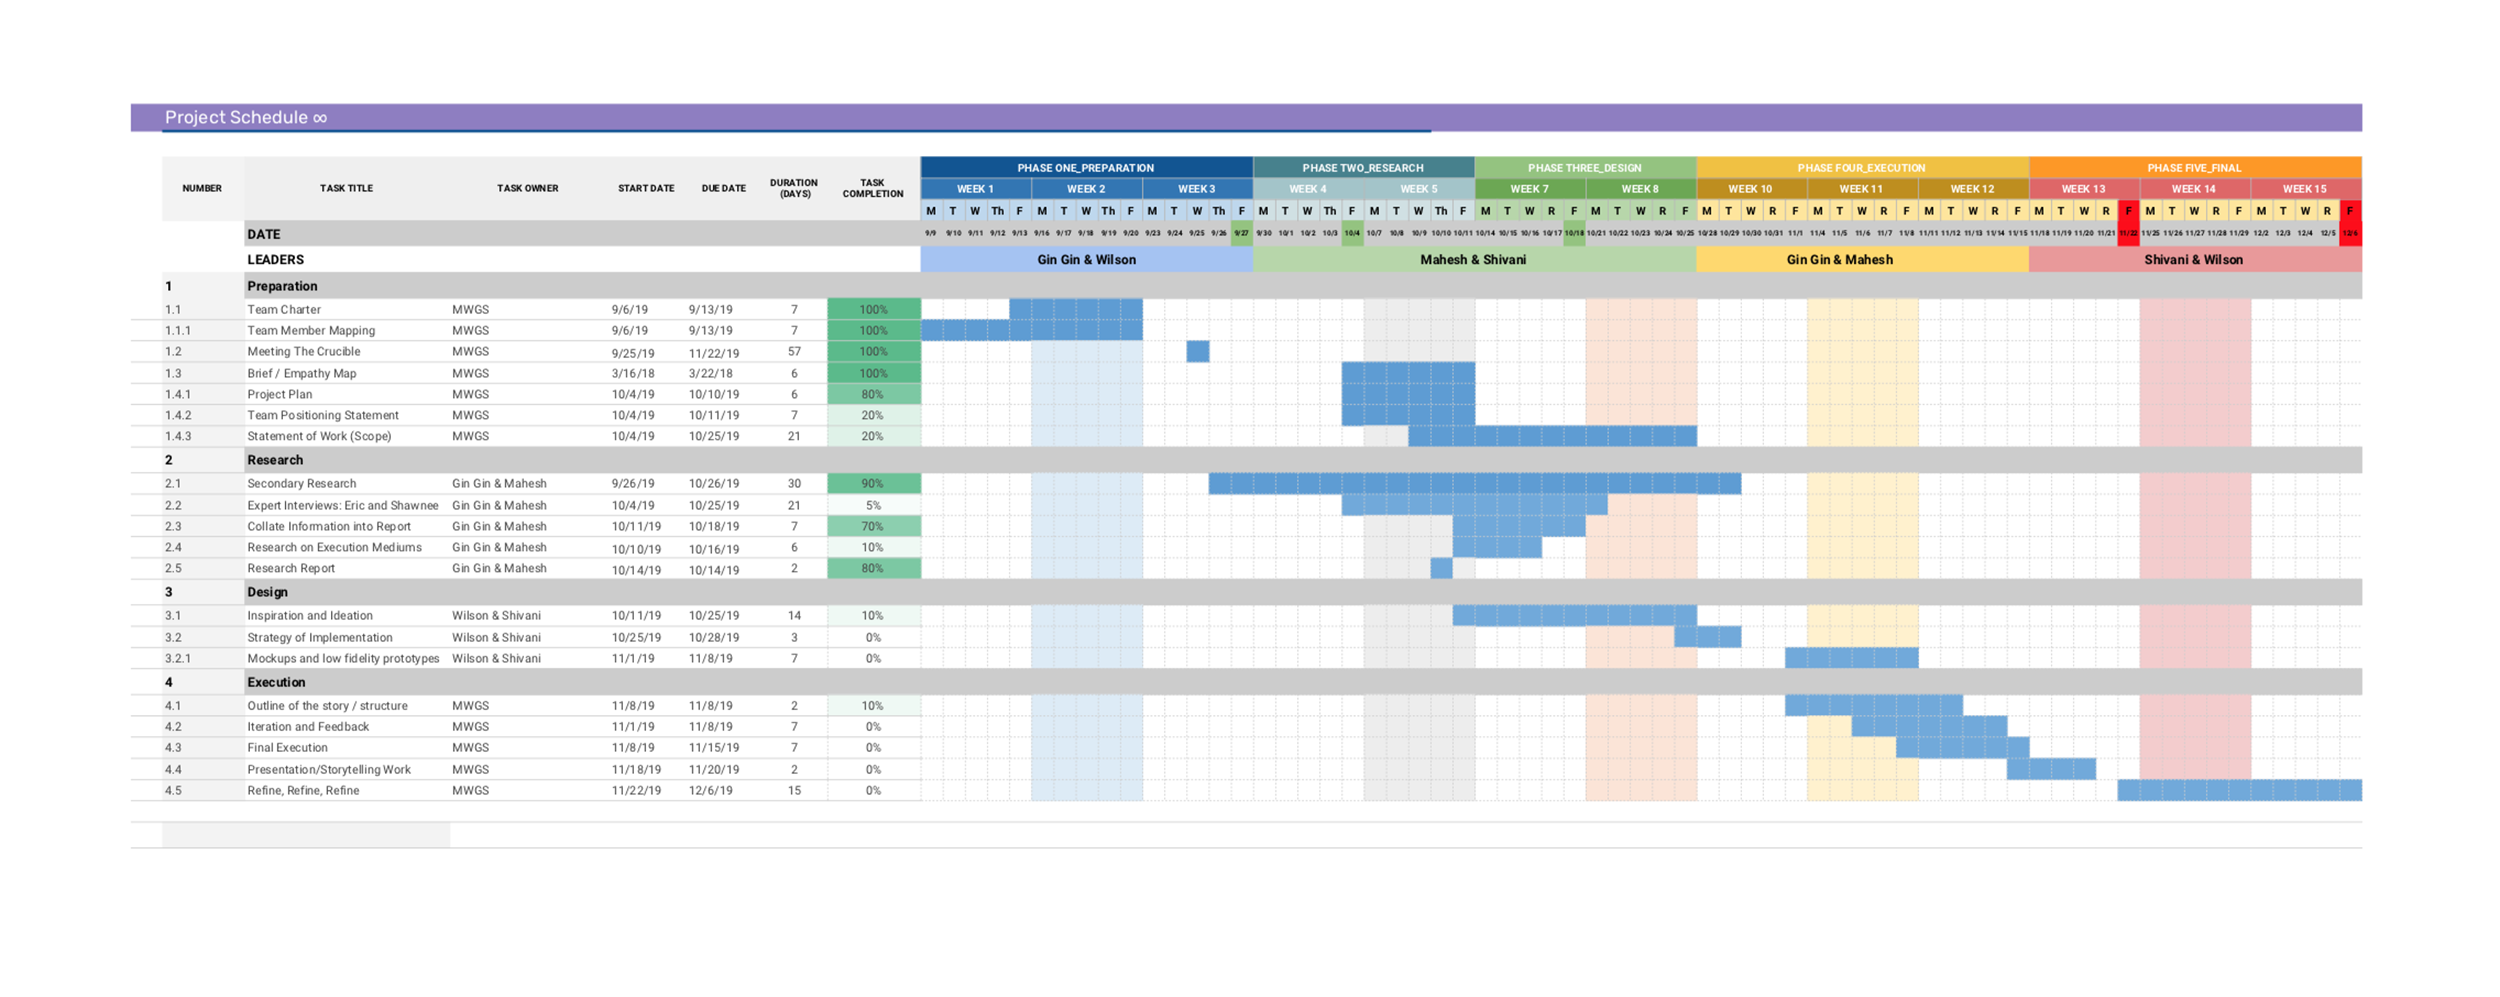 Project Schedule ∞
PHASE ONE_PREPARATION PHASE TWO_RESEARCH PHASE THREE_DESIGN PHASE FOUR_EXECUTION PHASE FIVE_FINAL
NUMBER TASK TITLE TASK OWNER START DATE DUE DATE DURATION (DAYS) TASK COMPLETION WEEK 1 WEEK 2 WEEK 3 WEEK 4 WEEK 5 WEEK 7 WEEK 8 WEEK 10 WEEK 11 WEEK 12 WEEK 13 WEEK 14 WEEK 15
M T W Th F M T W Th F M T W Th F M T W Th F M T W Th F M T W R F M T W R F M T W R F M T W R F M T W R F M T W R F M T W R F M T W R F
DATE 9/9 9/10 9/11 9/12 9/13 9/16 9/17 9/18 9/19 9/20 9/23 9/24 9/25 9/26 9/27 9/30 10/1 10/2 10/3 10/4 10/7 10/8 10/9 10/10 10/11 10/14 10/15 10/16 10/17 10/18 10/21 10/22 10/23 10/24 10/25 10/28 10/29 10/30 10/31 11/1 11/4 11/5 11/6 11/7 11/8 11/11 11/12 11/13 11/14 11/15 11/18 11/19 11/20 11/21 11/22 11/25 11/26 11/27 11/28 11/29 12/2 12/3 12/4 12/5 12/6
LEADERS Gin Gin & Wilson Mahesh & Shivani Gin Gin & Mahesh Shivani & Wilson
1 Preparation
1.1 Team Charter MWGS 9/6/19 9/13/19 7 100%
1.1.1 Team Member Mapping MWGS 9/6/19 9/13/19 7 100%
1.2 Meeting The Crucible MWGS 9/25/19 11/22/19 57 100%
1.3 Brief / Empathy Map MWGS 3/16/18 3/22/18 6 100%
1.4.1 Project Plan MWGS 10/4/19 10/10/19 6 80%
1.4.2 Team Positioning Statement MWGS 10/4/19 10/11/19 7 20%
1.4.3 Statement of Work (Scope) MWGS 10/4/19 10/25/19 21 20%
2 Research
2.1 Secondary Research Gin Gin & Mahesh 9/26/19 10/26/19 30 90%
2.2 Expert Interviews: Eric and Shawnee Gin Gin & Mahesh 10/4/19 10/25/19 21 5%
2.3 Collate Information into Report Gin Gin & Mahesh 10/11/19 10/18/19 7 70%
2.4 Research on Execution Mediums Gin Gin & Mahesh 10/10/19 10/16/19 6 10%
2.5 Research Report Gin Gin & Mahesh 10/14/19 10/14/19 2 80%
3 Design
3.1 Inspiration and Ideation Wilson & Shivani 10/11/19 10/25/19 14 10%
3.2 Strategy of Implementation Wilson & Shivani 10/25/19 10/28/19 3 0%
3.2.1 Mockups and low fidelity prototypes Wilson & Shivani 11/1/19 11/8/19 7 0%
4 Execution
4.1 Outline of the story / structure MWGS 11/8/19 11/8/19 2 10%
4.2 Iteration and Feedback MWGS 11/1/19 11/8/19 7 0%
4.3 Final Execution MWGS 11/8/19 11/15/19 7 0%
4.4 Presentation/Storytelling Work MWGS 11/18/19 11/20/19 2 0%
4.5 Refine, Refine, Refine MWGS 11/22/19 12/6/19 15 0%